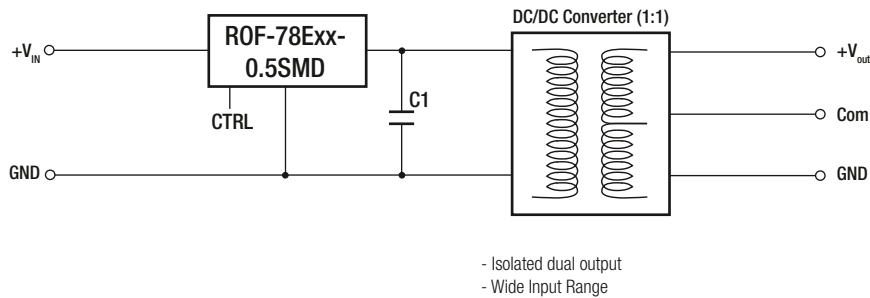 DC/DC Converter (1:1)
+VIN
ROF-78Exx-
0.5SMD
+Vout
CTRL
C1
Com
GND
GND
- Isolated dual output
- Wide Input Range